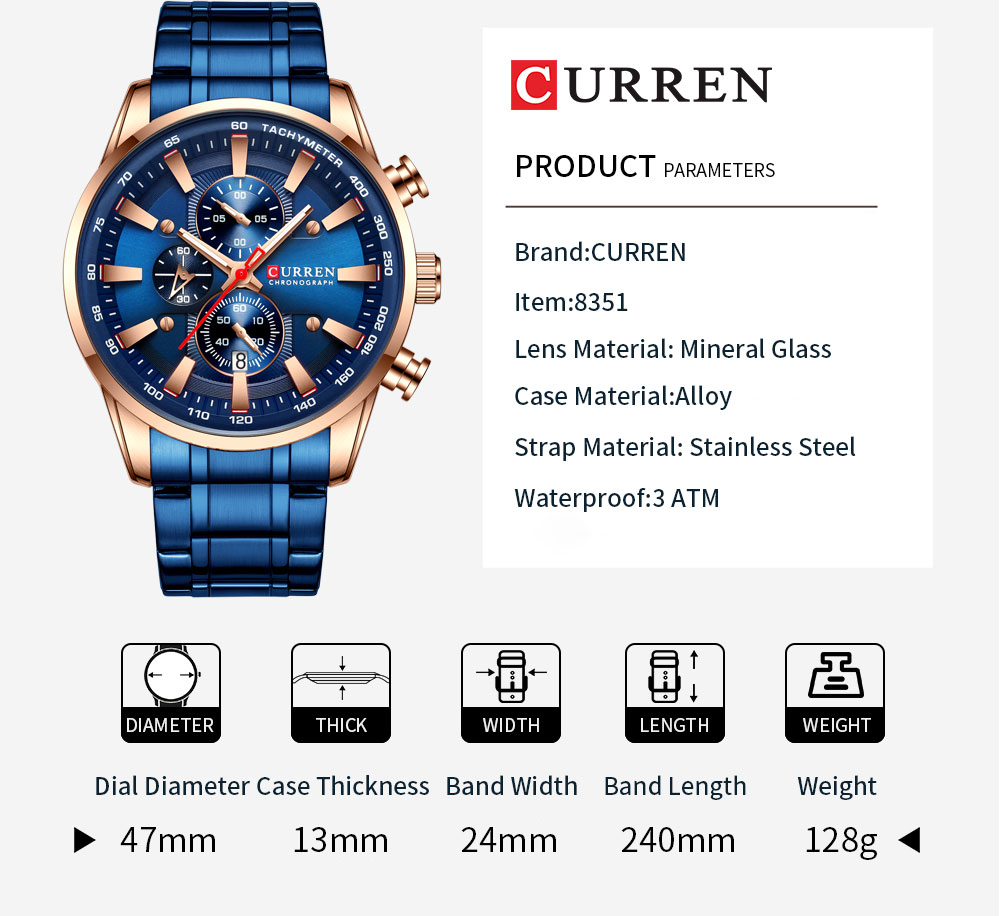 TACHYMETER
400
300
250
200
180
160
140
120
110
100
90
85
80
75
70
65
60
00
05 05
00
60
30
CURREN
CHRONOGRAPH
60
50 10
40 20
8
CURREN
PRODUCT PARAMETERS
Brand:CURREN
Item:8351
Lens Material: Mineral Glass
Case Material:Alloy
Strap Material: Stainless Steel
Waterproof:3 ATM
DIAMETER THICK WIDTH LENGTH WEIGHT
Dial Diameter Case Thickness Band Width Band Length Weight
47mm 13mm 24mm 240mm 128g